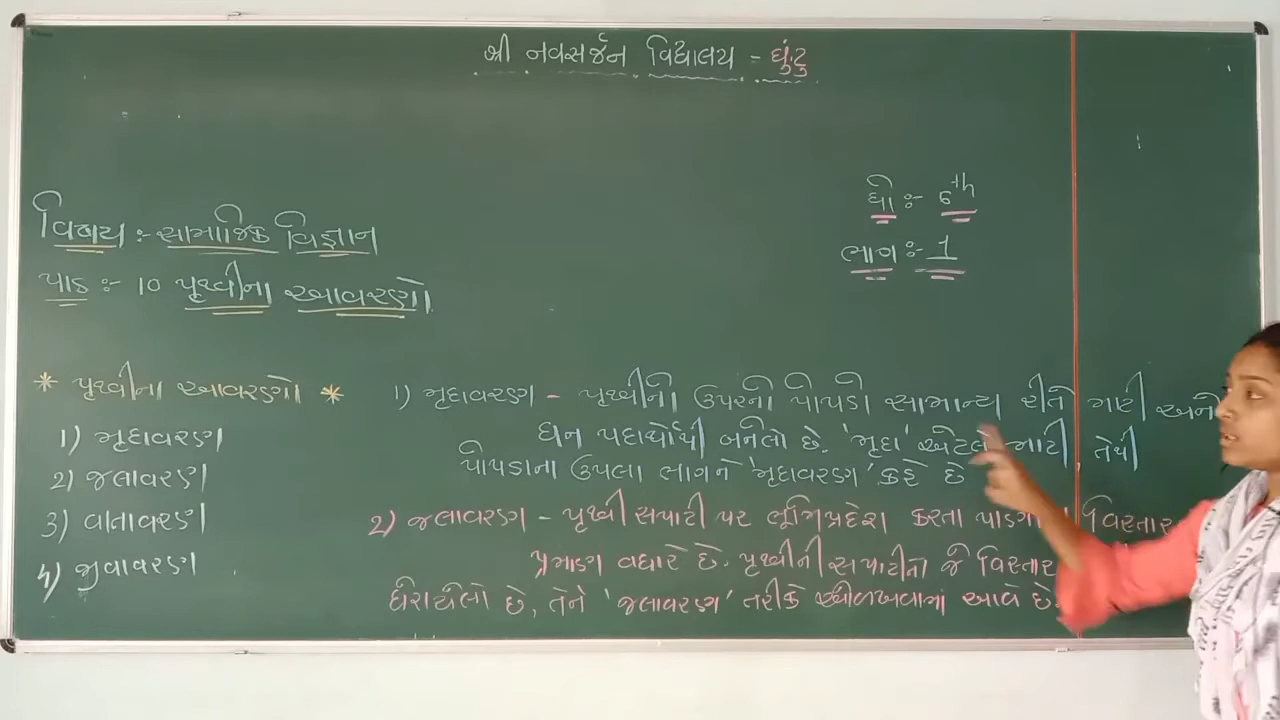 શ્રી નવસર્જન વિદ્યાલય - ઘુંટુ
ધો :- 6th
ભાગ :- 1
વિષય :- સામાજિક વિજ્ઞાન
પાઠ :- 10 પૃથ્વીના આવરણો
* પૃથ્વીના આવરણો *
1) મૃદાવરણ
2) જલાવરણ
3) વાતાવરણ
4) જીવાવરણ
1) મૃદાવરણ - પૃથ્વીની ઉપરનો પોપડો સામાન્ય રીતે માટી અને
ઘન પદાર્થોથી બનેલો છે. 'મૃદા' એટલે માટી તેથી
પોપડાના ઉપલા ભાગને 'મૃદાવરણ' કહે છે
2) જલાવરણ - પૃથ્વી સપાટી પર ભૂમિપ્રદેશ કરતા વિસ્તાર
પ્રમાણ વધારે છે. પૃથ્વીની સપાટીના જે વિસ્તાર
ઘેરાયેલો છે, તેને 'જલાવરણ' તરીકે ઓળખવામાં આવે છે.